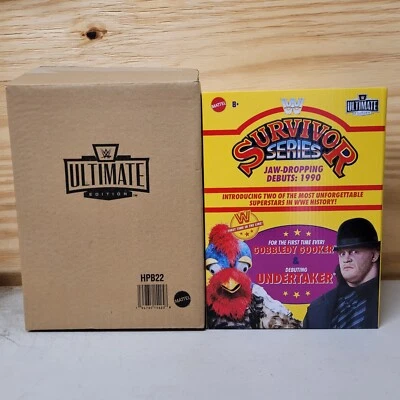 W
ULTIMATE
EDITION
HPB22
MATTEL
MATTEL
8+
W
ULTIMATE
SURVIVOR
SERIES
JAW-DROPPING
DEBUTS: 1990
INTRODUCING TWO OF THE MOST UNFORGETTABLE
SUPERSTARS IN WWE HISTORY!
W
FOR THE FIRST TIME EVER!
GOBBLEDY GOOKER
&
DEBUTING
UNDERTAKER